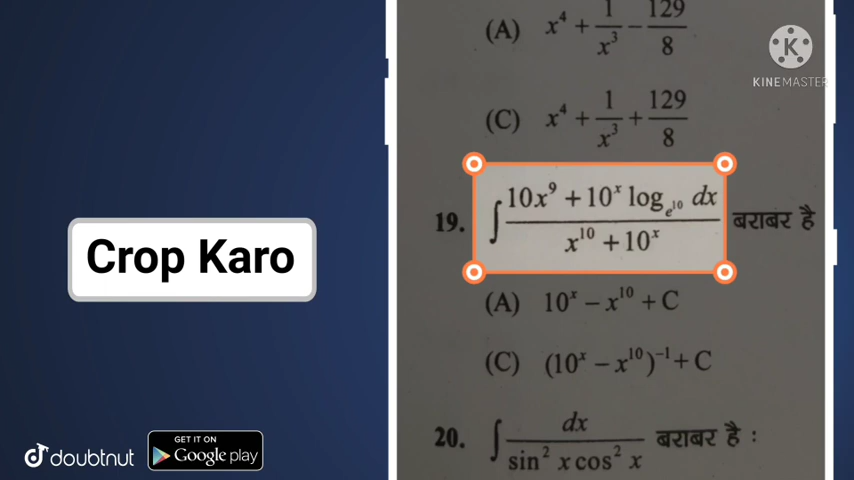 (A) x⁴ + 1/x³ − 129/8
KINEMASTER
(C) x⁴ + 1/x³ + 129/8
19. ∫ (10x⁹ + 10ˣ log_{e^{10}} dx)/(x¹⁰ + 10ˣ) बराबर है
Crop Karo
(A) 10ˣ − x¹⁰ + C
(C) (10ˣ − x¹⁰)⁻¹ + C
20. ∫ dx/(sin² x cos² x) बराबर है :
doubtnut
GET IT ON
Google play